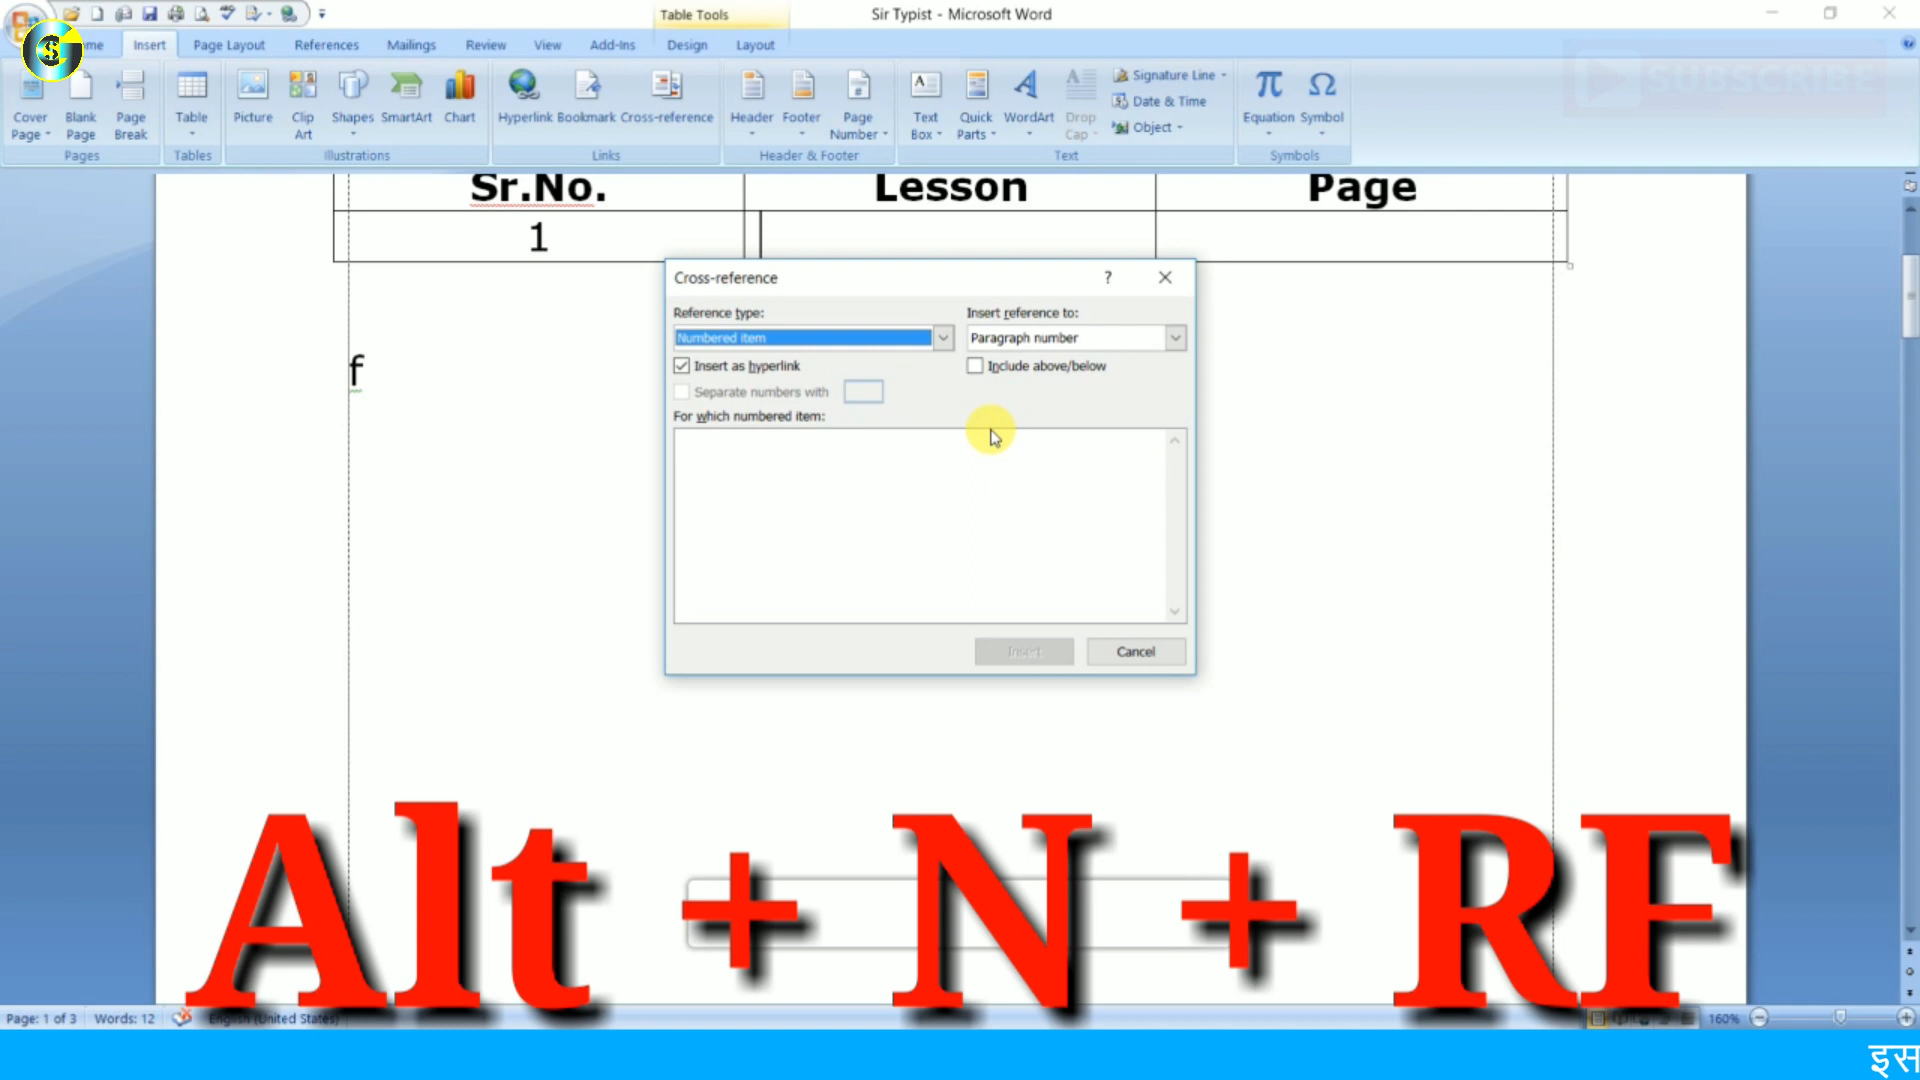 Table Tools
Sir Typist - Microsoft Word
Insert Page Layout References Mailings Review View Add-Ins Design Layout
SUBSCRIBE
Cover Page
Blank Page
Page Break
Table
Picture
Clip Art
Shapes
SmartArt
Chart
Hyperlink
Bookmark
Cross-reference
Header
Footer
Page Number
Text Box
Quick Parts
WordArt
Drop Cap
Signature Line
Date & Time
Object
Equation
Symbol
Pages Tables Illustrations Links Header & Footer Text Symbols
Sr.No. Lesson Page
1
f
Cross-reference
Reference type:
Insert reference to:
Numbered item
Paragraph number
Insert as hyperlink
Include above/below
Separate numbers with
For which numbered item:
Insert
Cancel
Alt + N + RF
Page: 1 of 3 Words: 12 English (United States) 160%
इस